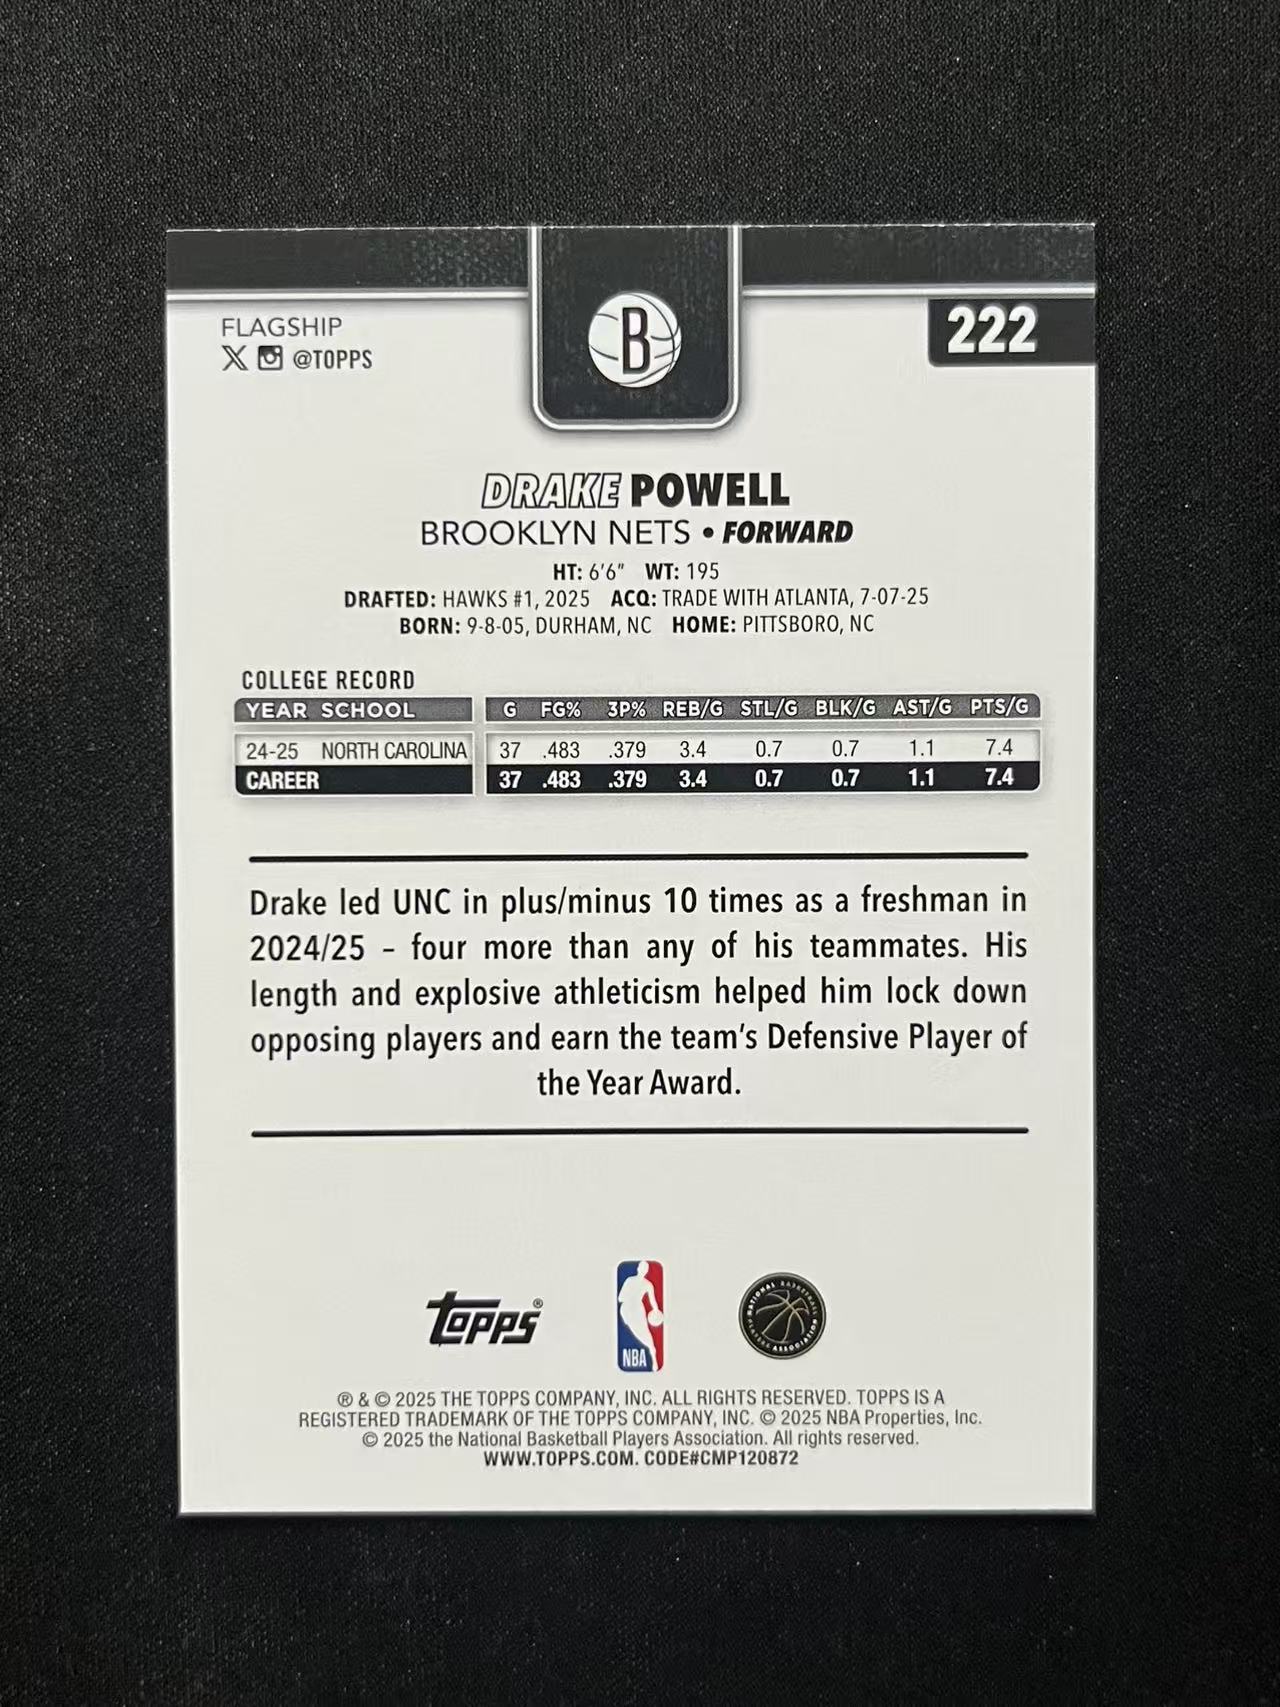 FLAGSHIP
X @TOPPS
222
B
DRAKE POWELL
BROOKLYN NETS • FORWARD
HT: 6'6" WT: 195
DRAFTED: HAWKS #1, 2025 ACQ: TRADE WITH ATLANTA, 7-07-25
BORN: 9-8-05, DURHAM, NC HOME: PITTSBORO, NC
COLLEGE RECORD
YEAR SCHOOL G FG% 3P% REB/G STL/G BLK/G AST/G PTS/G
24-25 NORTH CAROLINA 37 .483 .379 3.4 0.7 0.7 1.1 7.4
CAREER 37 .483 .379 3.4 0.7 0.7 1.1 7.4
Drake led UNC in plus/minus 10 times as a freshman in
2024/25 – four more than any of his teammates. His
length and explosive athleticism helped him lock down
opposing players and earn the team's Defensive Player of
the Year Award.
topps®
NBA
NATIONAL BASKETBALL PLAYERS ASSOCIATION
® & © 2025 THE TOPPS COMPANY, INC. ALL RIGHTS RESERVED. TOPPS IS A
REGISTERED TRADEMARK OF THE TOPPS COMPANY, INC. © 2025 NBA Properties, Inc.
© 2025 the National Basketball Players Association. All rights reserved.
WWW.TOPPS.COM. CODE#CMP120872